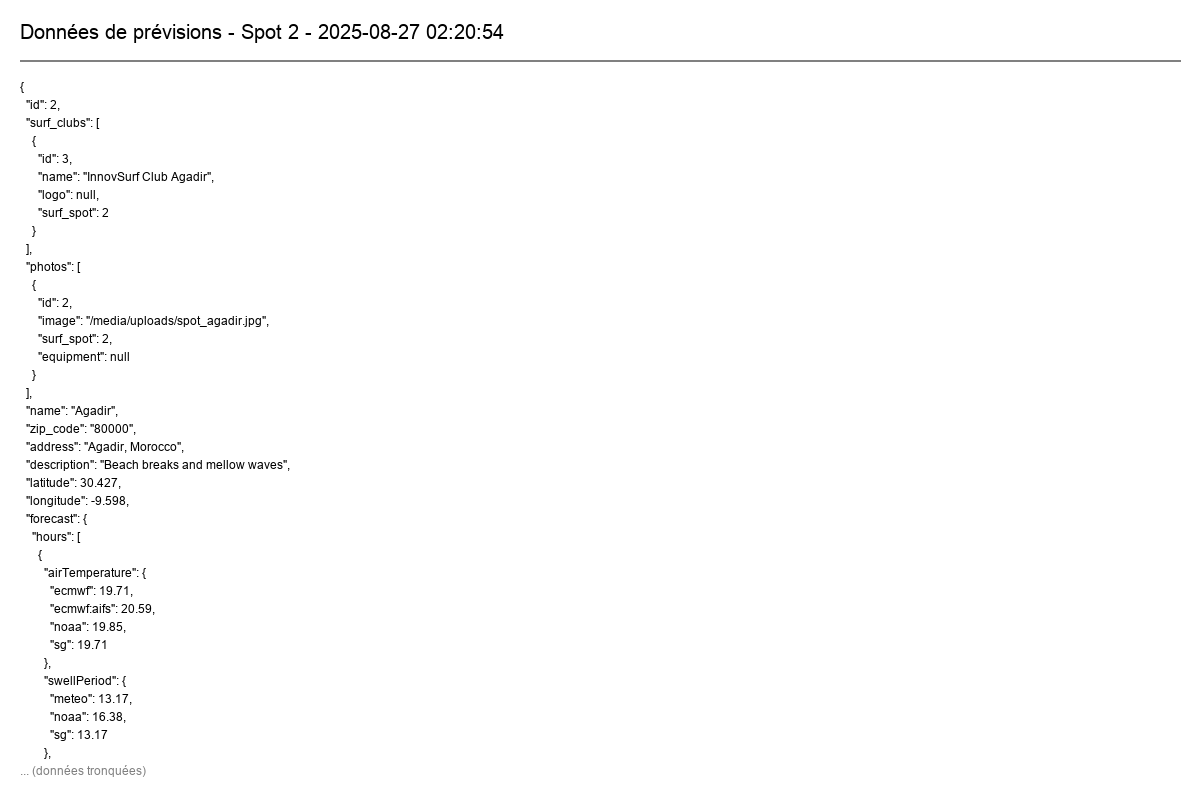 Données de prévisions - Spot 2 - 2025-08-27 02:20:54
{
"id": 2,
"surf_clubs": [
{
"id": 3,
"name": "InnovSurf Club Agadir",
"logo": null,
"surf_spot": 2
}
],
"photos": [
{
"id": 2,
"image": "/media/uploads/spot_agadir.jpg",
"surf_spot": 2,
"equipment": null
}
],
"name": "Agadir",
"zip_code": "80000",
"address": "Agadir, Morocco",
"description": "Beach breaks and mellow waves",
"latitude": 30.427,
"longitude": -9.598,
"forecast": {
"hours": [
{
"airTemperature": {
"ecmwf": 19.71,
"ecmwf:aifs": 20.59,
"noaa": 19.85,
"sg": 19.71
},
"swellPeriod": {
"meteo": 13.17,
"noaa": 16.38,
"sg": 13.17
},
... (données tronquées)